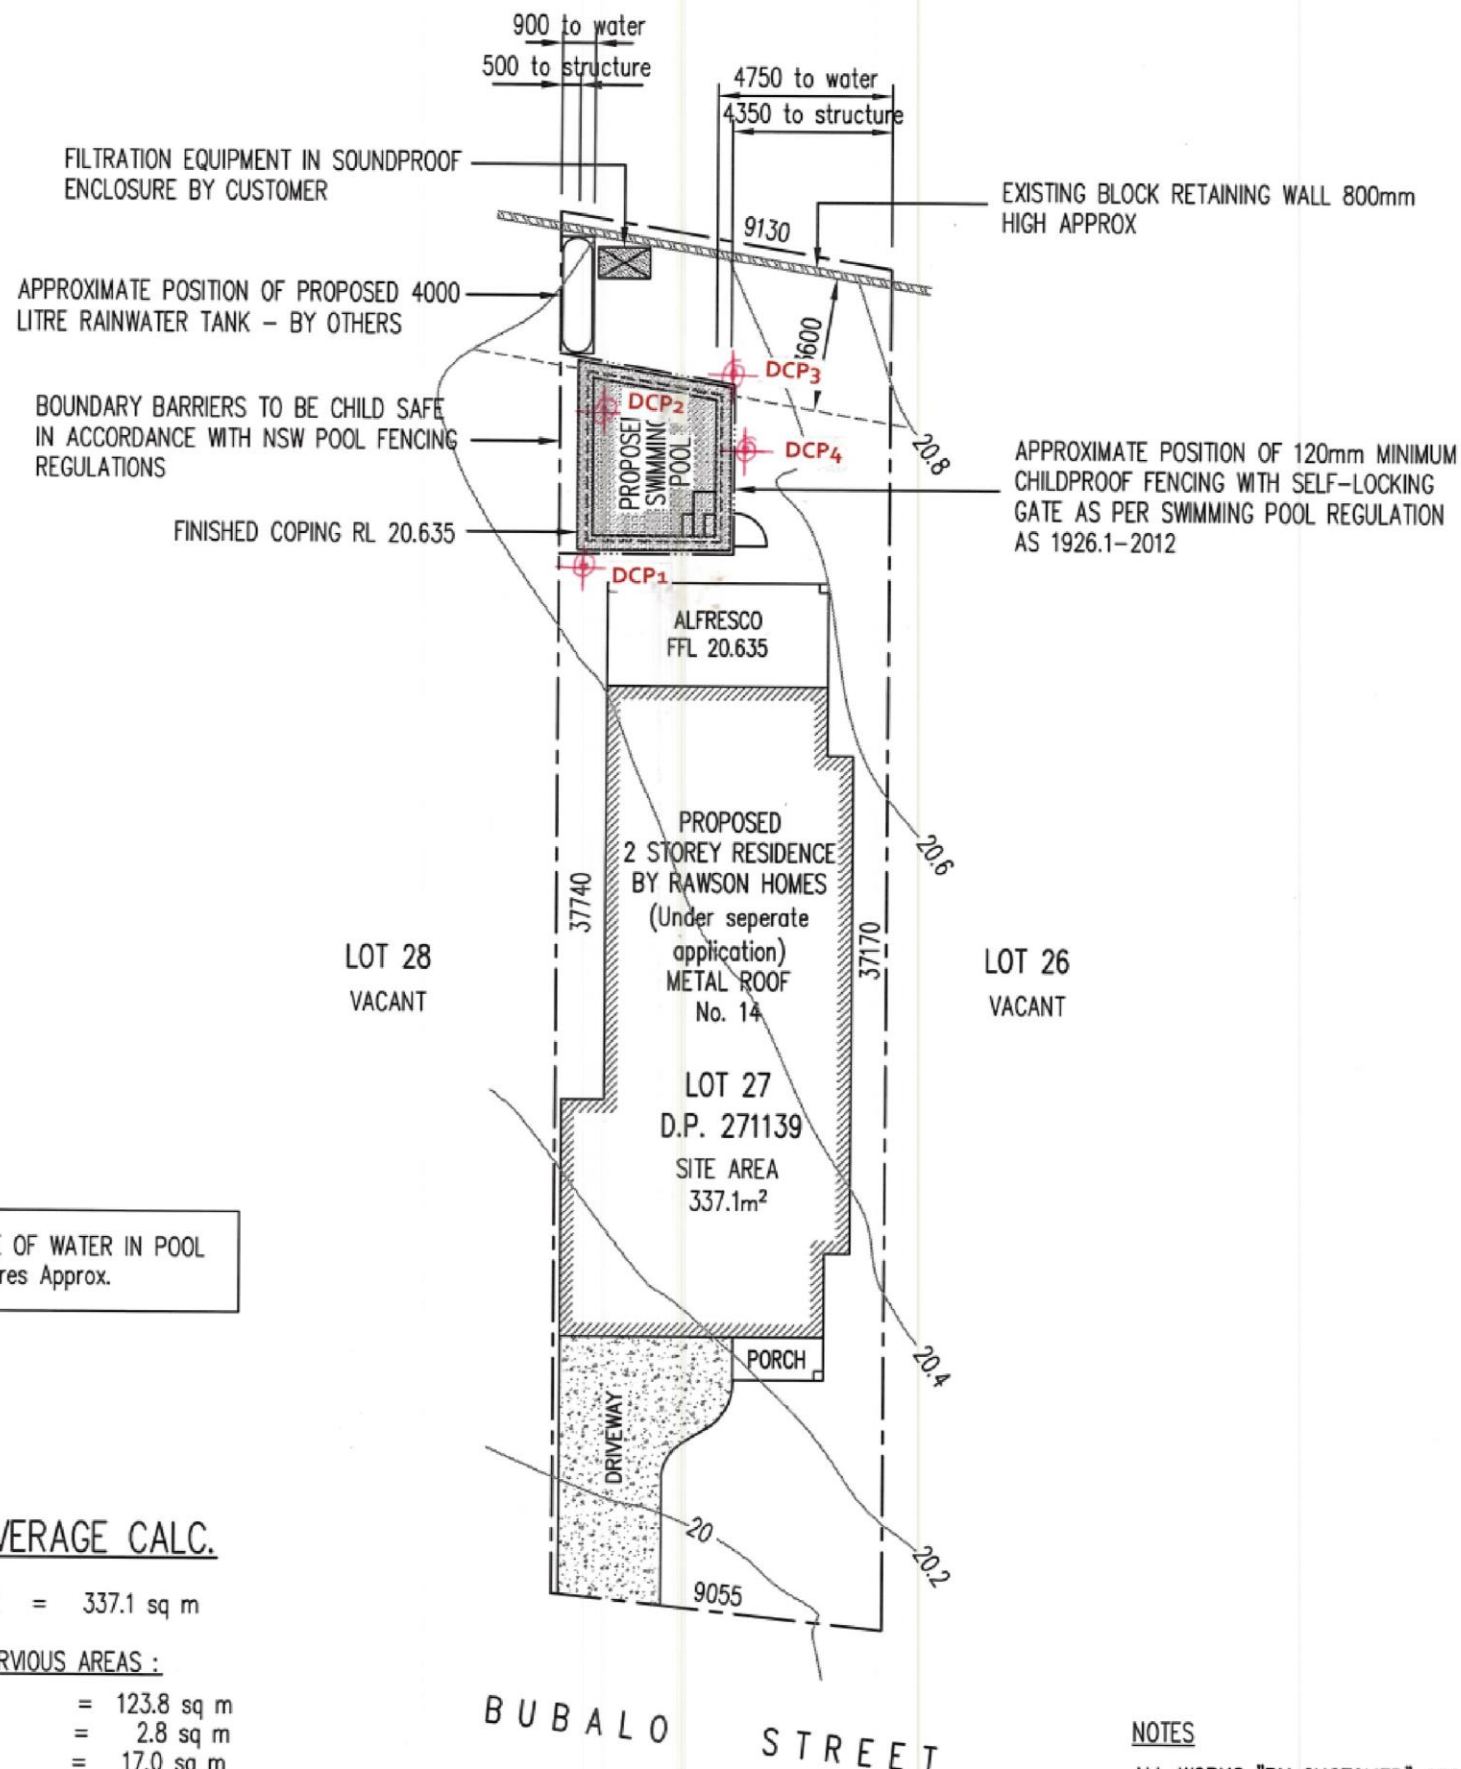 900 to water
500 to structure
4750 to water
4350 to structure
FILTRATION EQUIPMENT IN SOUNDPROOF
ENCLOSURE BY CUSTOMER
EXISTING BLOCK RETAINING WALL 800mm
HIGH APPROX
9130
APPROXIMATE POSITION OF PROPOSED 4000
LITRE RAINWATER TANK – BY OTHERS
DCP3
DCP2
BOUNDARY BARRIERS TO BE CHILD SAFE
IN ACCORDANCE WITH NSW POOL FENCING
REGULATIONS
SWIMMING
POOL
DCP4
20.8
APPROXIMATE POSITION OF 120mm MINIMUM
CHILDPROOF FENCING WITH SELF-LOCKING
GATE AS PER SWIMMING POOL REGULATION
AS 1926.1-2012
FINISHED COPING RL 20.635
DCP1
ALFRESCO
FFL 20.635
PROPOSED
2 STOREY RESIDENCE
BY RAWSON HOMES
(Under seperate
application)
METAL ROOF
No. 14
20.6
37740
37170
LOT 28
VACANT
LOT 26
VACANT
LOT 27
D.P. 271139
SITE AREA
337.1m²
OF WATER IN POOL
res Approx.
PORCH
20.4
DRIVEWAY
20
20.2
9055
VERAGE CALC.
= 337.1 sq m
RVIOUS AREAS :
= 123.8 sq m
= 2.8 sq m
= 17.0 sq m
BUBALO STREET
NOTES